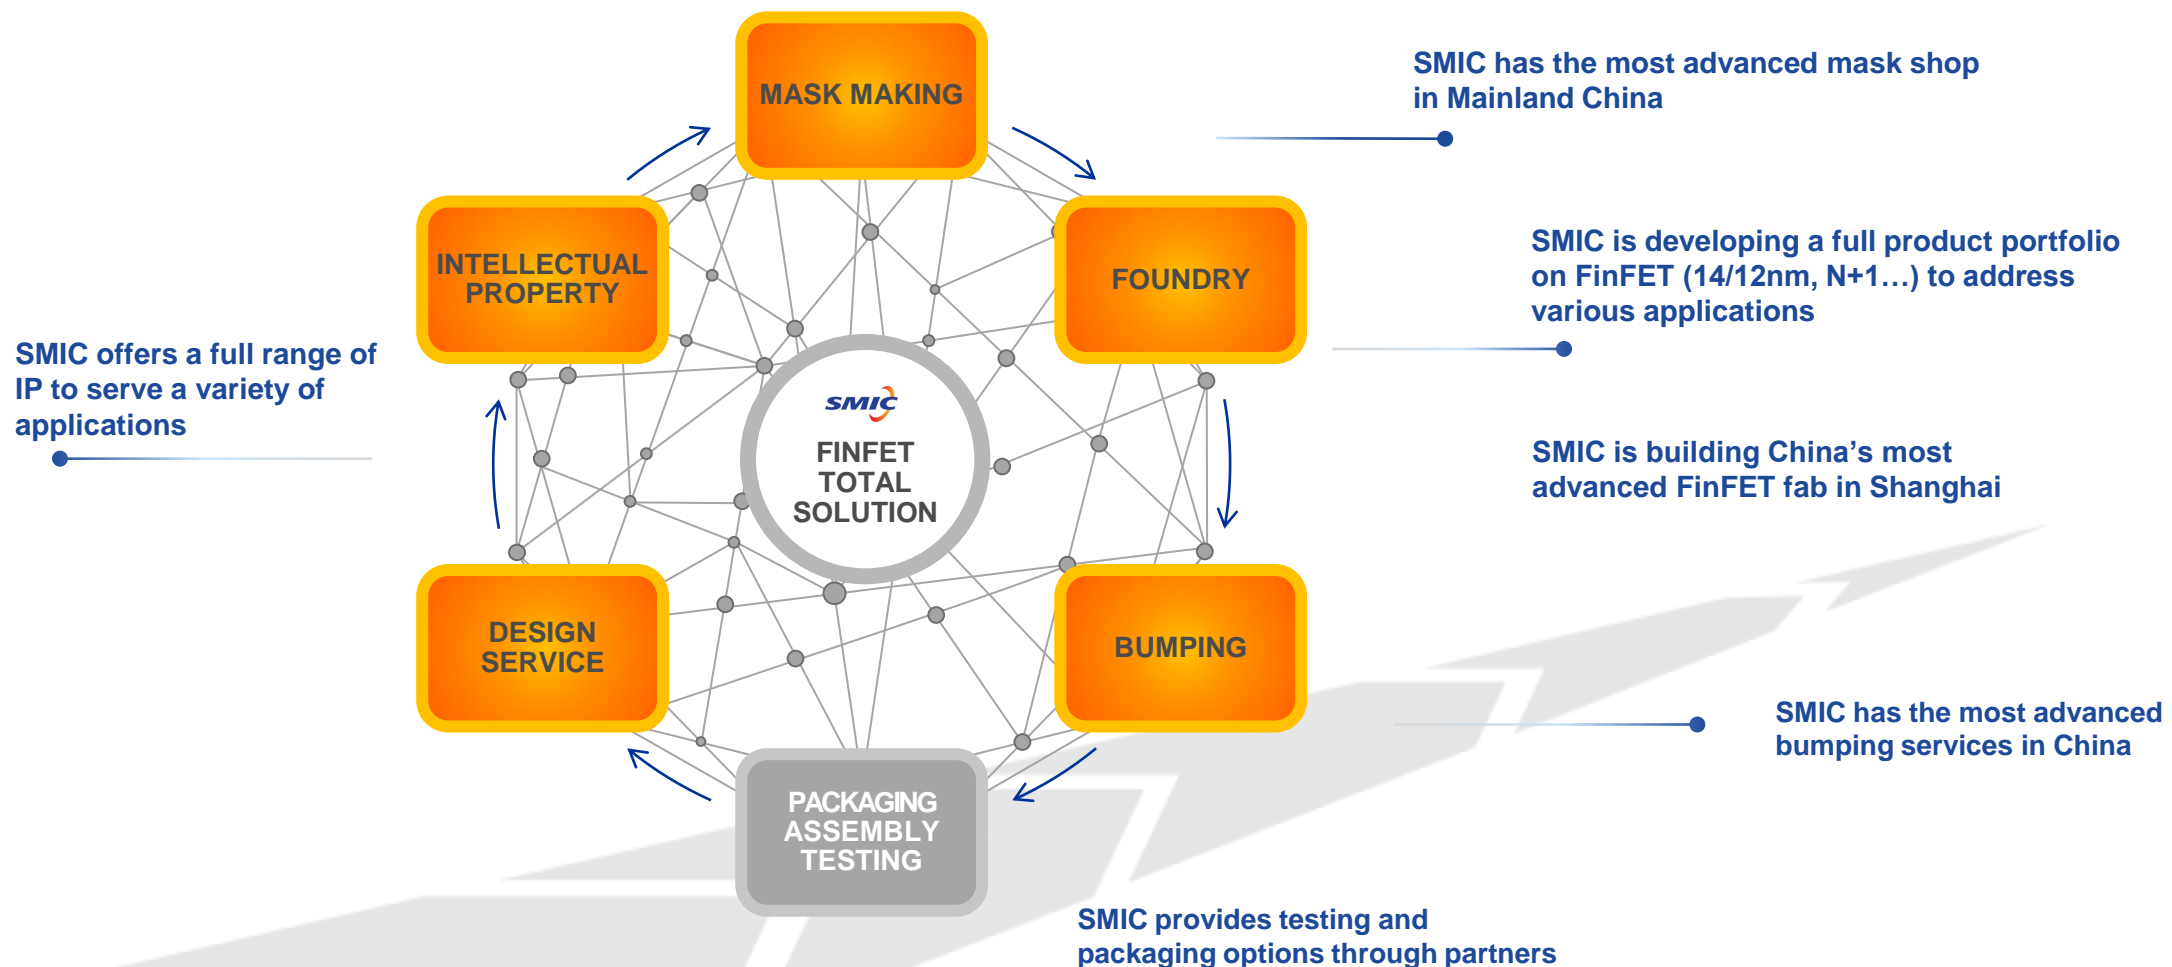 MASK MAKING
SMIC has the most advanced mask shop
in Mainland China
INTELLECTUAL
PROPERTY
FOUNDRY
SMIC is developing a full product portfolio
on FinFET (14/12nm, N+1…) to address
various applications
SMIC offers a full range of
IP to serve a variety of
applications
SMIC
FINFET
TOTAL
SOLUTION
SMIC is building China’s most
advanced FinFET fab in Shanghai
DESIGN
SERVICE
BUMPING
SMIC has the most advanced
bumping services in China
PACKAGING
ASSEMBLY
TESTING
SMIC provides testing and
packaging options through partners